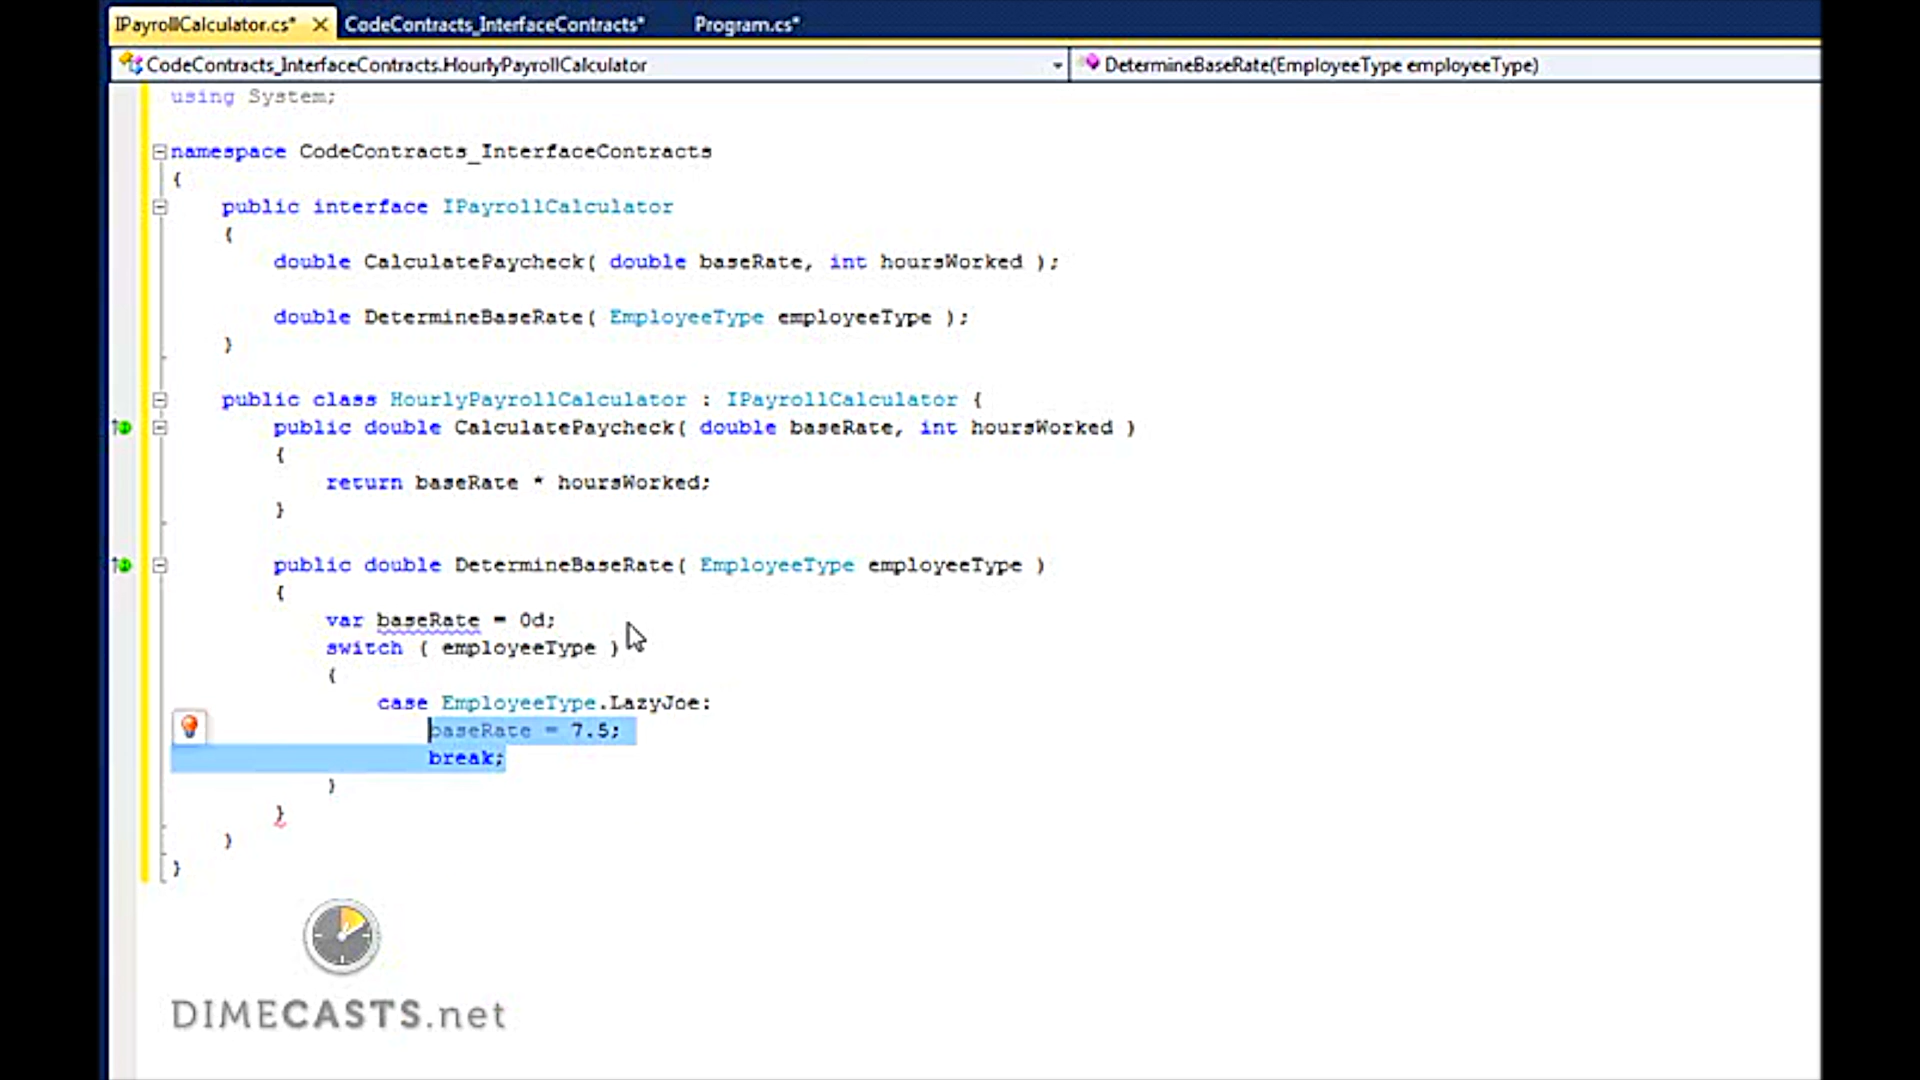 IPayrollCalculator.cs* CodeContracts_InterfaceContracts* Program.cs*
CodeContracts_InterfaceContracts.HourlyPayrollCalculator DetermineBaseRate(EmployeeType employeeType)
using System;
namespace CodeContracts_InterfaceContracts
{
public interface IPayrollCalculator
{
double CalculatePaycheck( double baseRate, int hoursWorked );
double DetermineBaseRate( EmployeeType employeeType );
}
public class HourlyPayrollCalculator : IPayrollCalculator {
public double CalculatePaycheck( double baseRate, int hoursWorked )
{
return baseRate * hoursWorked;
}
public double DetermineBaseRate( EmployeeType employeeType )
{
var baseRate = 0d;
switch ( employeeType )
{
case EmployeeType.LazyJoe:
baseRate = 7.5;
break;
}
}
}
}
DIMECASTS.net